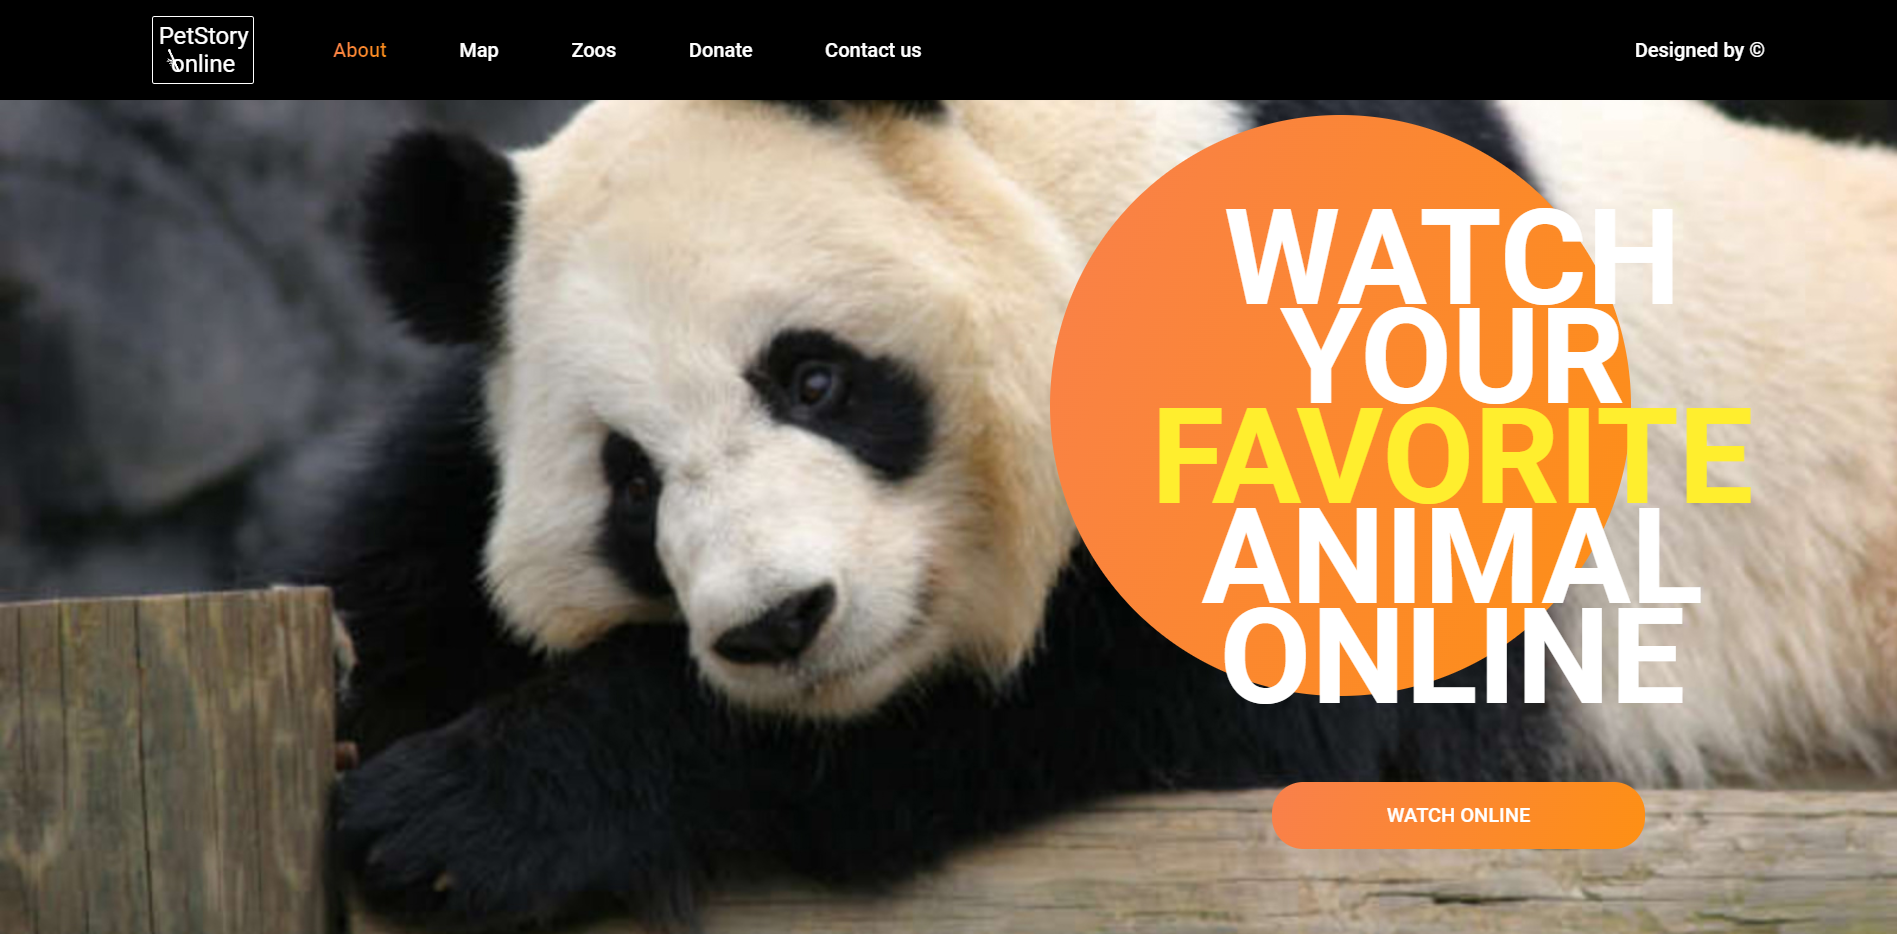 PetStory
online
About
Map
Zoos
Donate
Contact us
Designed by ©
WATCH
YOUR
FAVORITE
ANIMAL
ONLINE
WATCH ONLINE